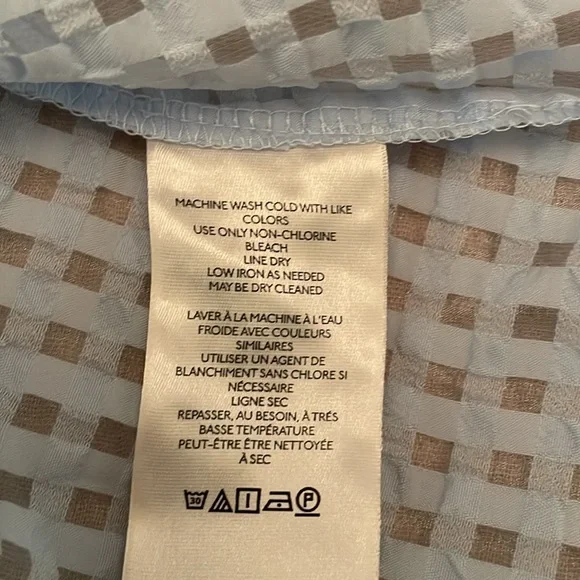 MACHINE WASH COLD WITH LIKE
COLORS
USE ONLY NON-CHLORINE
BLEACH
LINE DRY
LOW IRON AS NEEDED
MAY BE DRY CLEANED
LAVER À LA MACHINE À L'EAU
FROIDE AVEC COULEURS
SIMILAIRES
UTILISER UN AGENT DE
BLANCHIMENT SANS CHLORE SI
NÉCESSAIRE
LIGNE SEC
REPASSER, AU BESOIN, À TRÉS
BASSE TEMPÉRATURE
PEUT-ÊTRE ÊTRE NETTOYÉE
À SEC
30 P